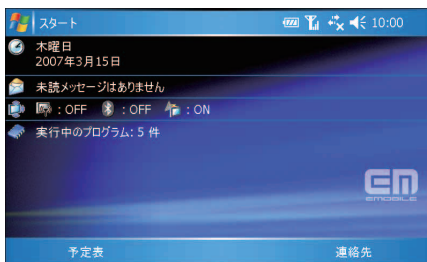 スタート 10:00
木曜日
2007年3月15日
未読メッセージはありません
: OFF : OFF : ON
実行中のプログラム: 5 件
EM
EMOBILE
予定表 連絡先